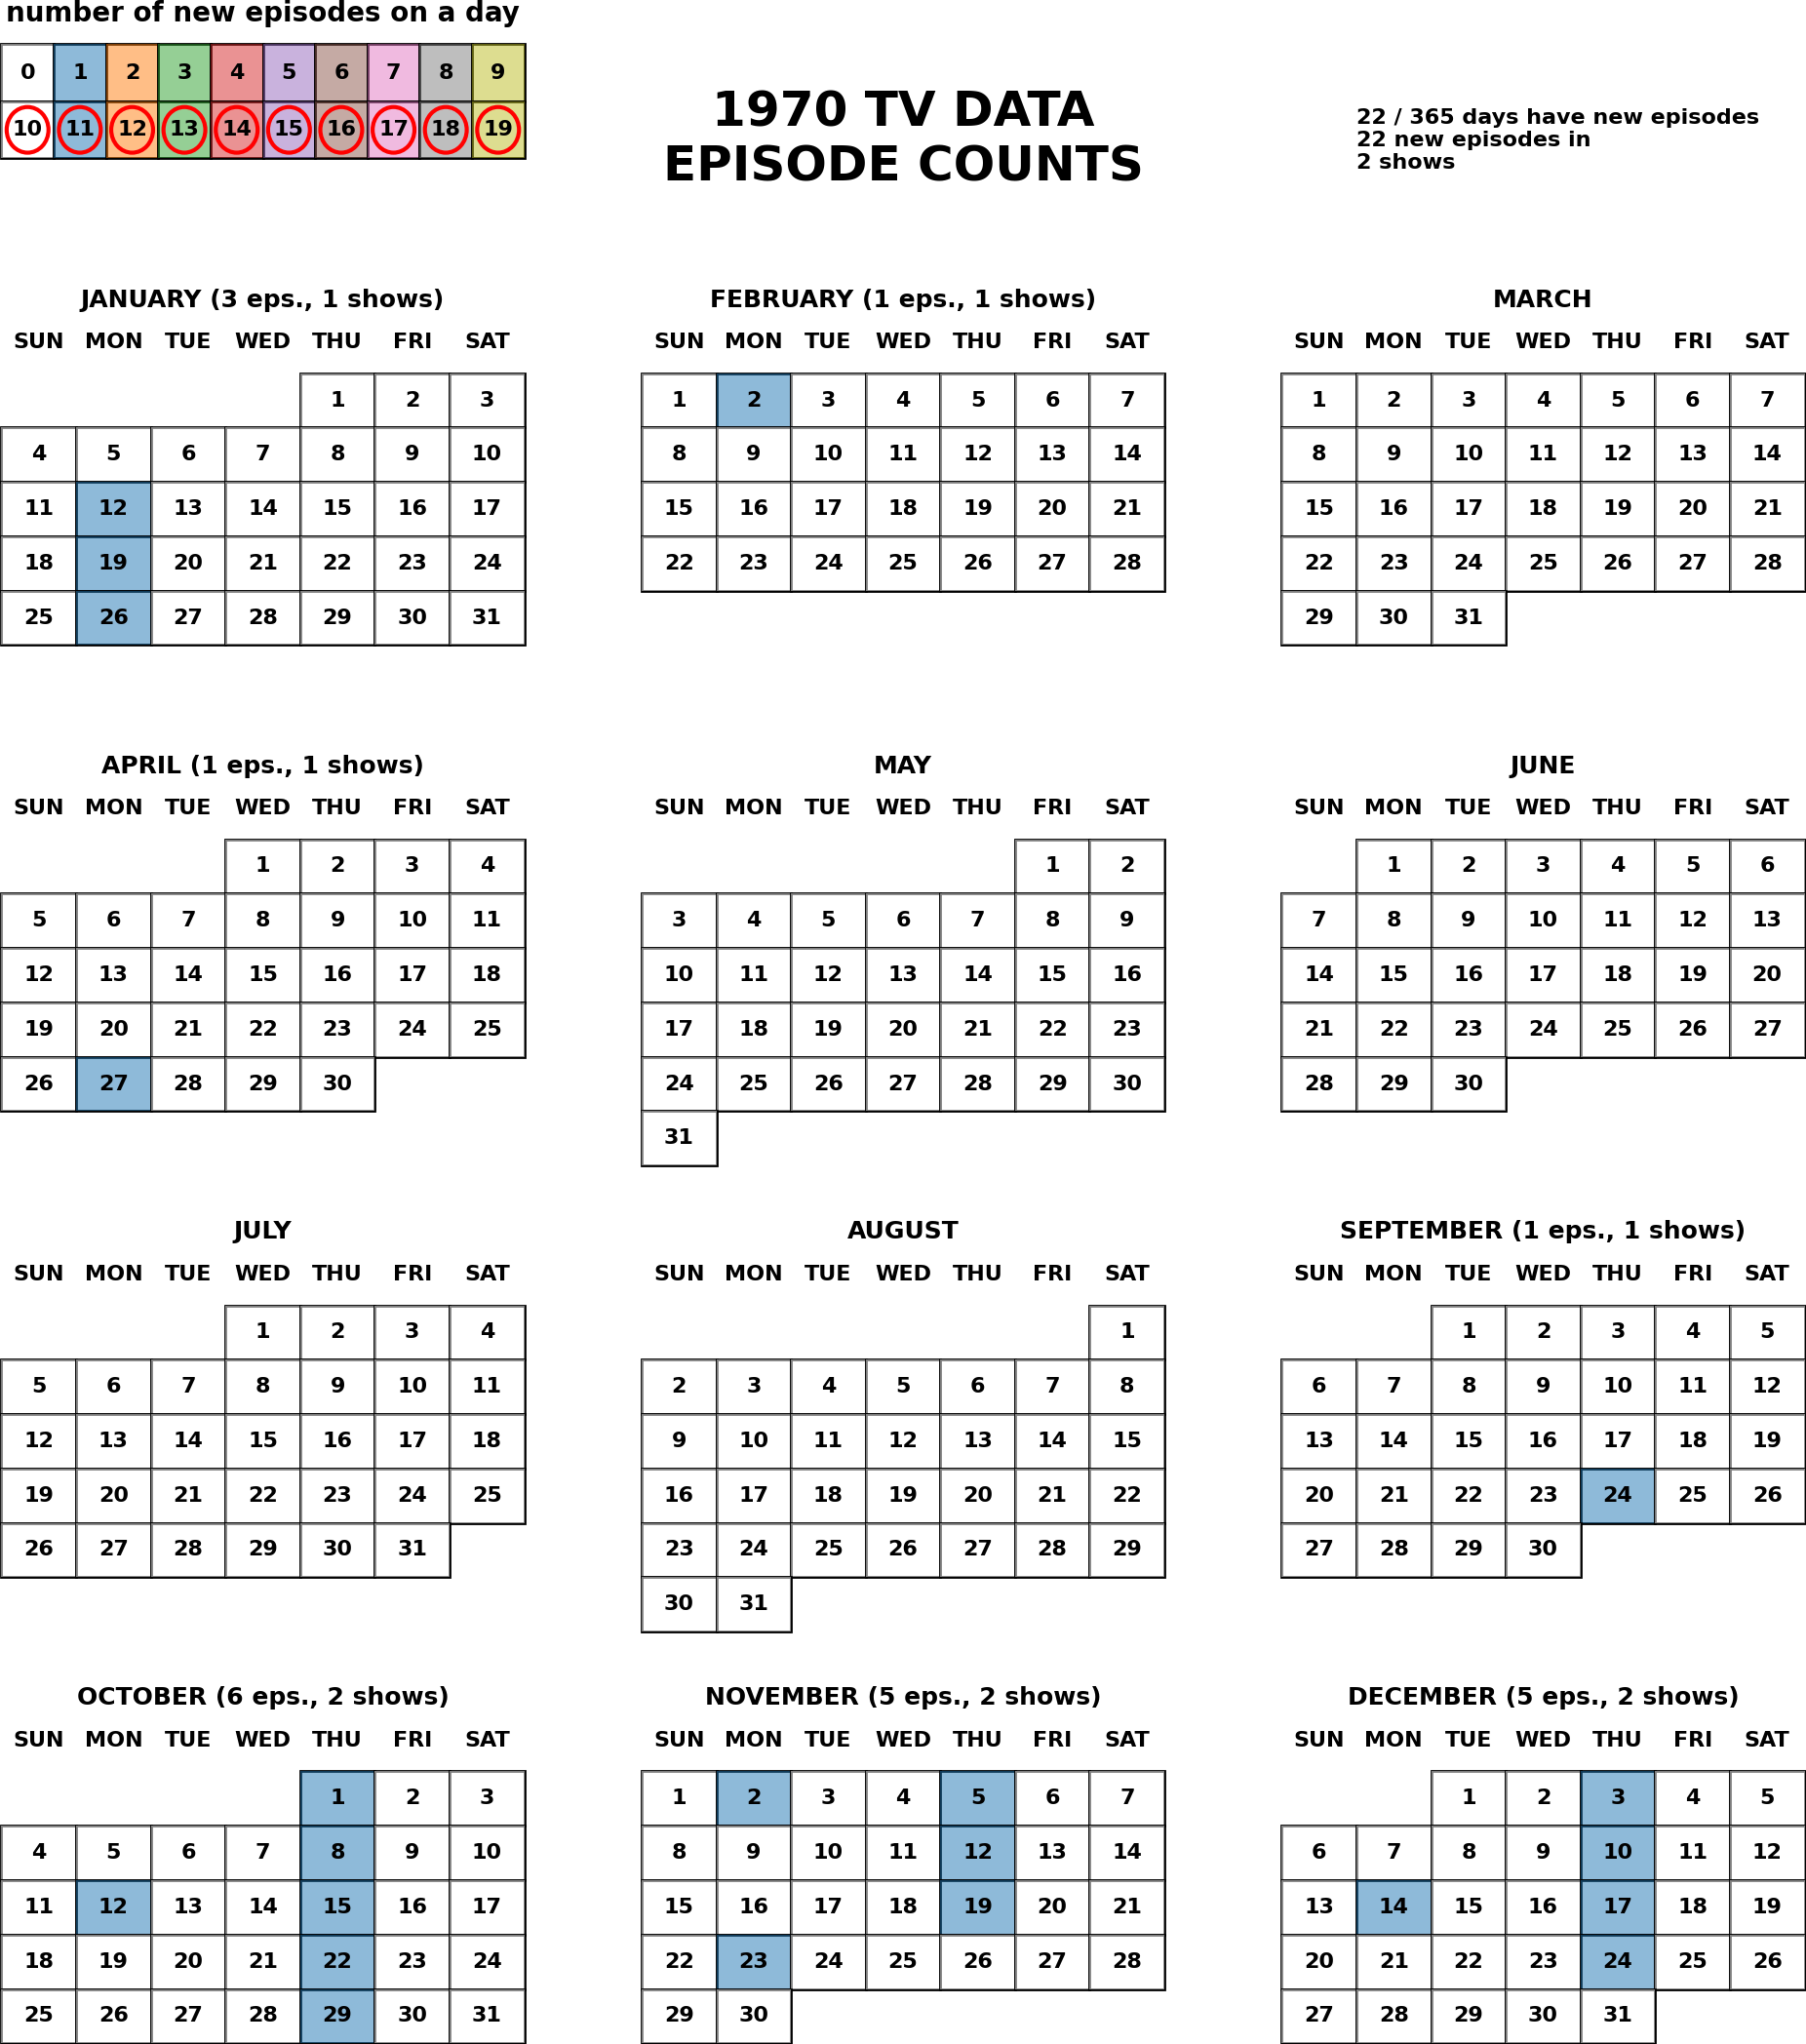 number of new episodes on a day
0 1 2 3 4 5 6 7 8 9
10 11 12 13 14 15 16 17 18 19
1970 TV DATA
EPISODE COUNTS
22 / 365 days have new episodes
22 new episodes in
2 shows
JANUARY (3 eps., 1 shows)
SUN MON TUE WED THU FRI SAT
1 2 3
4 5 6 7 8 9 10
11 12 13 14 15 16 17
18 19 20 21 22 23 24
25 26 27 28 29 30 31
FEBRUARY (1 eps., 1 shows)
SUN MON TUE WED THU FRI SAT
1 2 3 4 5 6 7
8 9 10 11 12 13 14
15 16 17 18 19 20 21
22 23 24 25 26 27 28
MARCH
SUN MON TUE WED THU FRI SAT
1 2 3 4 5 6 7
8 9 10 11 12 13 14
15 16 17 18 19 20 21
22 23 24 25 26 27 28
29 30 31
APRIL (1 eps., 1 shows)
SUN MON TUE WED THU FRI SAT
1 2 3 4
5 6 7 8 9 10 11
12 13 14 15 16 17 18
19 20 21 22 23 24 25
26 27 28 29 30
MAY
SUN MON TUE WED THU FRI SAT
1 2
3 4 5 6 7 8 9
10 11 12 13 14 15 16
17 18 19 20 21 22 23
24 25 26 27 28 29 30
31
JUNE
SUN MON TUE WED THU FRI SAT
1 2 3 4 5 6
7 8 9 10 11 12 13
14 15 16 17 18 19 20
21 22 23 24 25 26 27
28 29 30
JULY
SUN MON TUE WED THU FRI SAT
1 2 3 4
5 6 7 8 9 10 11
12 13 14 15 16 17 18
19 20 21 22 23 24 25
26 27 28 29 30 31
AUGUST
SUN MON TUE WED THU FRI SAT
1
2 3 4 5 6 7 8
9 10 11 12 13 14 15
16 17 18 19 20 21 22
23 24 25 26 27 28 29
30 31
SEPTEMBER (1 eps., 1 shows)
SUN MON TUE WED THU FRI SAT
1 2 3 4 5
6 7 8 9 10 11 12
13 14 15 16 17 18 19
20 21 22 23 24 25 26
27 28 29 30
OCTOBER (6 eps., 2 shows)
SUN MON TUE WED THU FRI SAT
1 2 3
4 5 6 7 8 9 10
11 12 13 14 15 16 17
18 19 20 21 22 23 24
25 26 27 28 29 30 31
NOVEMBER (5 eps., 2 shows)
SUN MON TUE WED THU FRI SAT
1 2 3 4 5 6 7
8 9 10 11 12 13 14
15 16 17 18 19 20 21
22 23 24 25 26 27 28
29 30
DECEMBER (5 eps., 2 shows)
SUN MON TUE WED THU FRI SAT
1 2 3 4 5
6 7 8 9 10 11 12
13 14 15 16 17 18 19
20 21 22 23 24 25 26
27 28 29 30 31